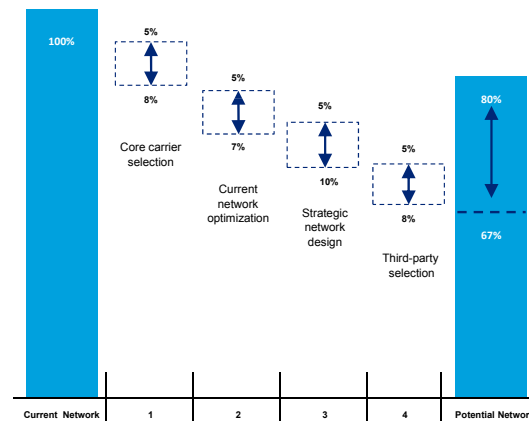 100%
5%
8%
Core carrier
selection
5%
7%
Current
network
optimization
5%
10%
Strategic
network
design
5%
8%
Third-party
selection
80%
67%
Current Network
1
2
3
4
Potential Networ